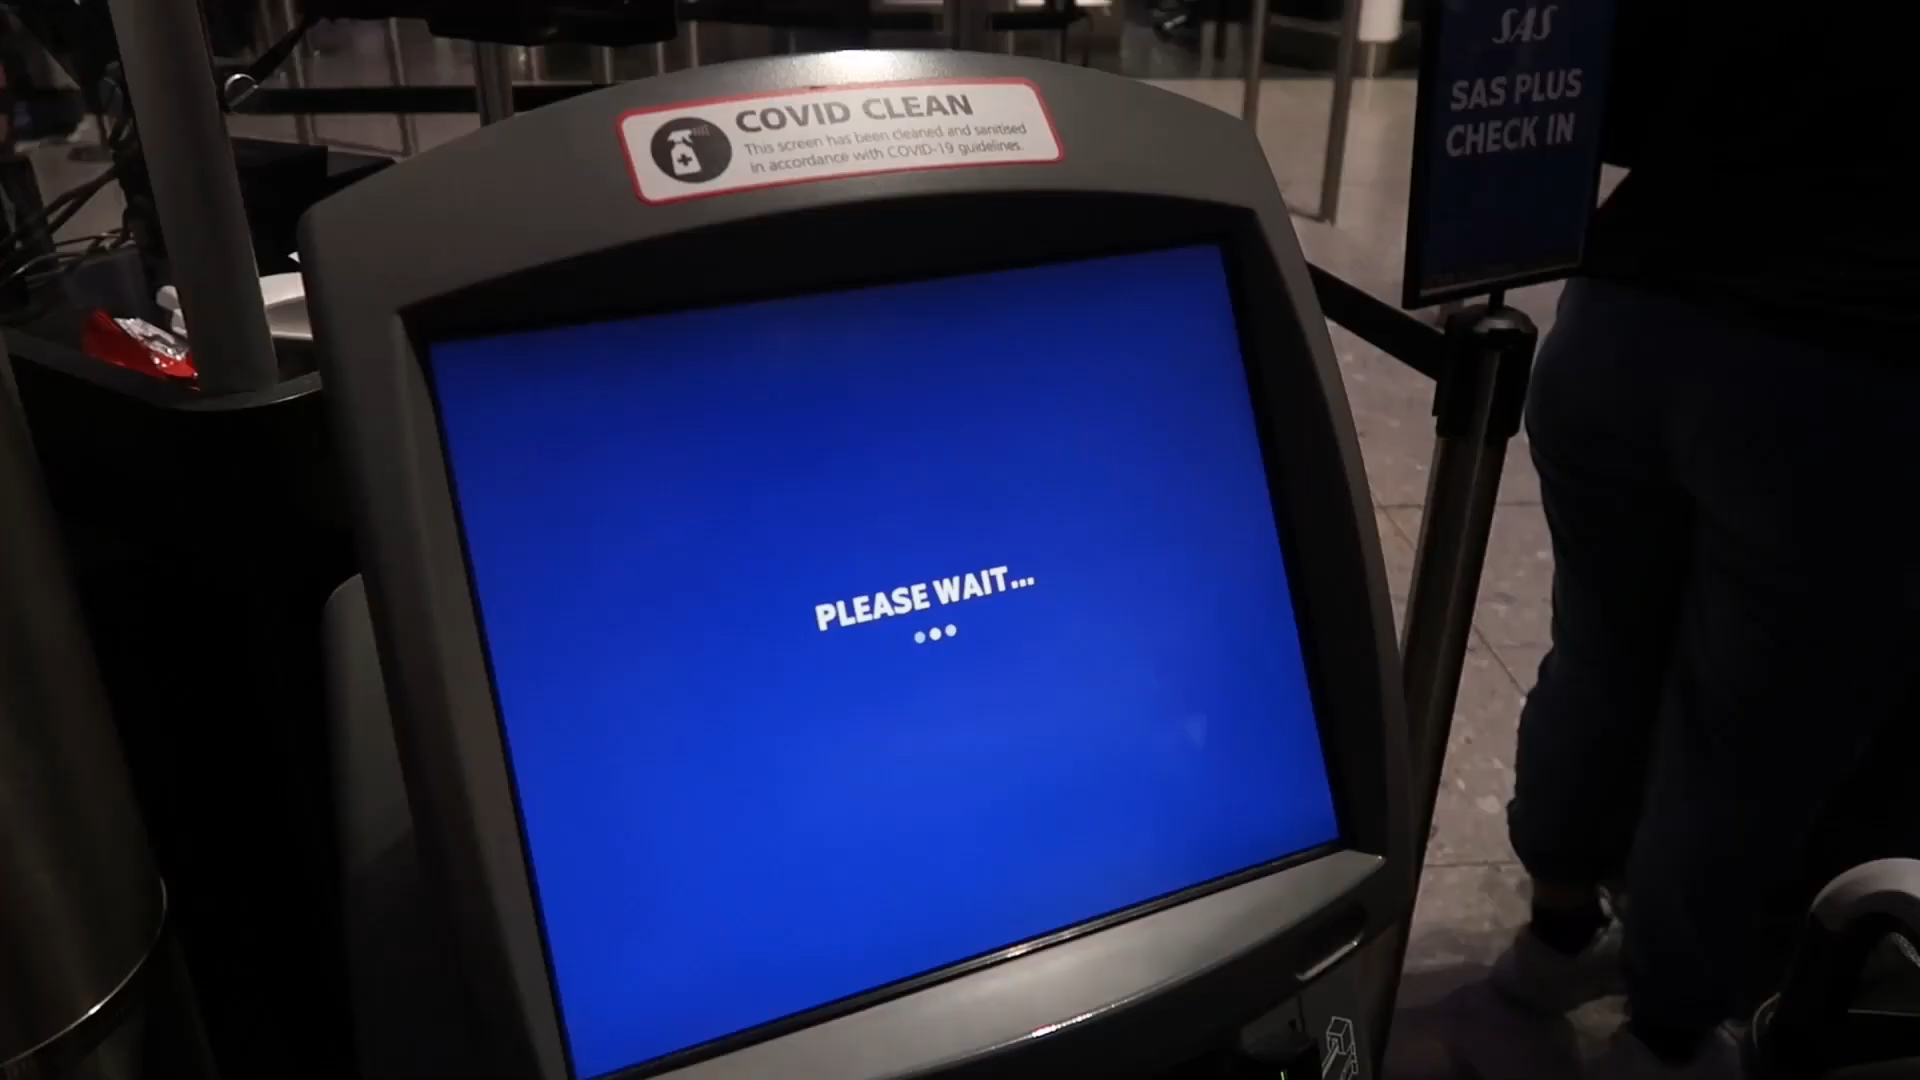 COVID CLEAN
This screen has been cleaned and sanitised
in accordance with COVID-19 guidelines.
SAS
SAS PLUS
CHECK IN
PLEASE WAIT...